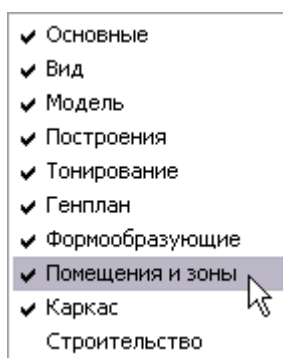 Основные
Вид
Модель
Построения
Тонирование
Генплан
Формообразующие
Помещения и зоны
Каркас
Строительство